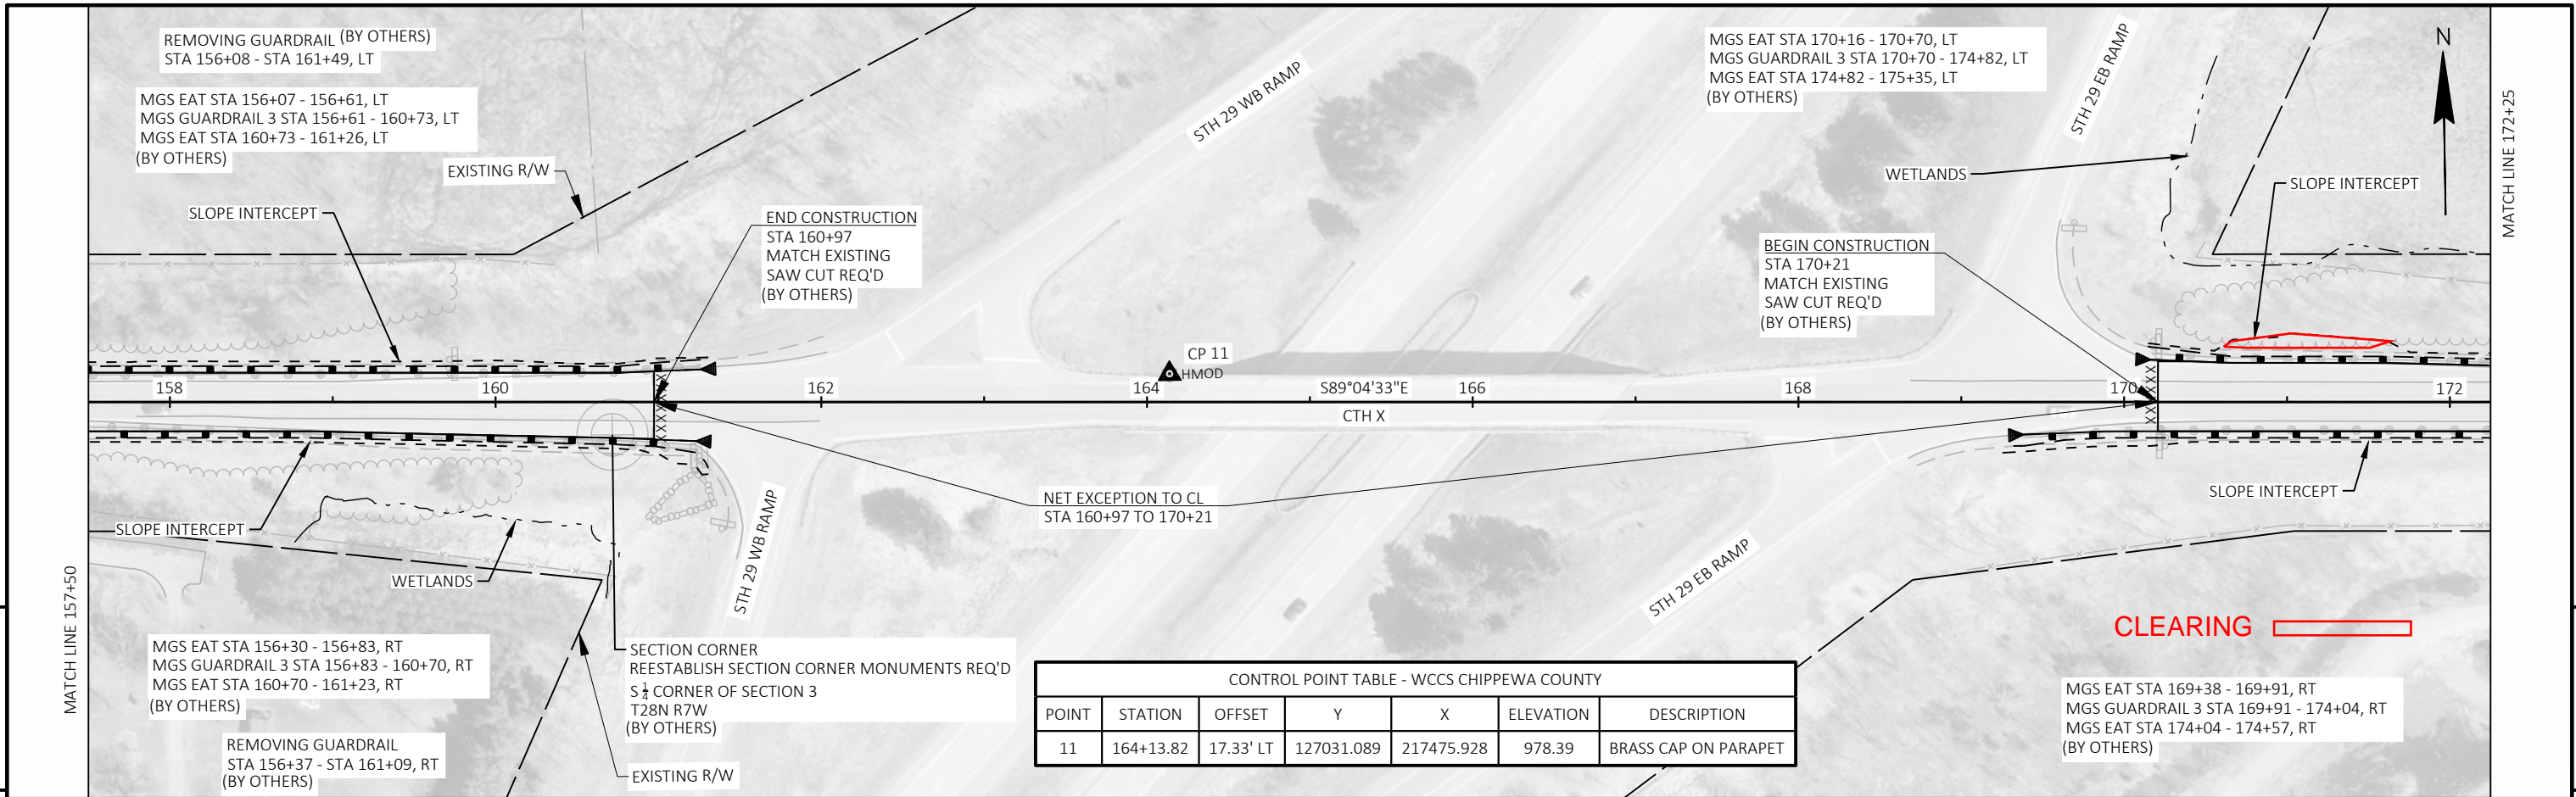 REMOVING GUARDRAIL (BY OTHERS)
STA 156+08 - STA 161+49, LT
MGS EAT STA 156+07 - 156+61, LT
MGS GUARDRAIL 3 STA 156+61 - 160+73, LT
MGS EAT STA 160+73 - 161+26, LT
(BY OTHERS)
EXISTING R/W
SLOPE INTERCEPT
END CONSTRUCTION
STA 160+97
MATCH EXISTING
SAW CUT REQ'D
(BY OTHERS)
STH 29 WB RAMP
MGS EAT STA 170+16 - 170+70, LT
MGS GUARDRAIL 3 STA 170+70 - 174+82, LT
MGS EAT STA 174+82 - 175+35, LT
(BY OTHERS)
STH 29 EB RAMP
N
WETLANDS
SLOPE INTERCEPT
MATCH LINE 172+25
BEGIN CONSTRUCTION
STA 170+21
MATCH EXISTING
SAW CUT REQ'D
(BY OTHERS)
CP 11
HMOD
158
160
162
164
S89°04'33"E
166
168
170
172
CTH X
NET EXCEPTION TO CL
STA 160+97 TO 170+21
SLOPE INTERCEPT
SLOPE INTERCEPT
WETLANDS
MATCH LINE 157+50
STH 29 WB RAMP
STH 29 EB RAMP
CLEARING
MGS EAT STA 156+30 - 156+83, RT
MGS GUARDRAIL 3 STA 156+83 - 160+70, RT
MGS EAT STA 160+70 - 161+23, RT
(BY OTHERS)
REMOVING GUARDRAIL
STA 156+37 - STA 161+09, RT
(BY OTHERS)
SECTION CORNER
REESTABLISH SECTION CORNER MONUMENTS REQ'D
S 1/4 CORNER OF SECTION 3
T28N R7W
(BY OTHERS)
EXISTING R/W
CONTROL POINT TABLE - WCCS CHIPPEWA COUNTY
POINT STATION OFFSET Y X ELEVATION DESCRIPTION
11 164+13.82 17.33' LT 127031.089 217475.928 978.39 BRASS CAP ON PARAPET
MGS EAT STA 169+38 - 169+91, RT
MGS GUARDRAIL 3 STA 169+91 - 174+04, RT
MGS EAT STA 174+04 - 174+57, RT
(BY OTHERS)